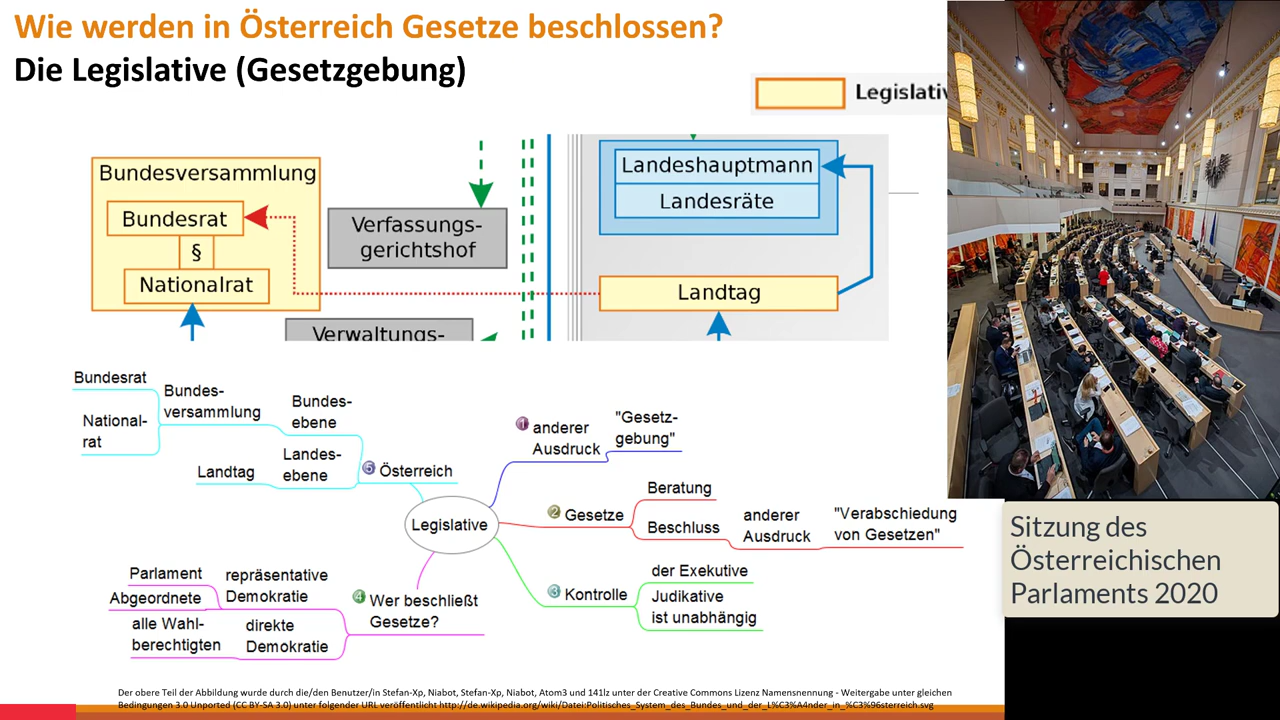 Wie werden in Österreich Gesetze beschlossen?
Die Legislative (Gesetzgebung)
Legislativ
Bundesversammlung
Bundesrat
§
Nationalrat
Verfassungs-
gerichtshof
Verwaltungs-
Landeshauptmann
Landesräte
Landtag
Bundesrat
National-
rat
Bundes-
versammlung
Bundes-
ebene
Landtag
Landes-
ebene
5 Österreich
Legislative
1 anderer
Ausdruck
"Gesetz-
gebung"
2 Gesetze
Beratung
Beschluss
anderer
Ausdruck
"Verabschiedung
von Gesetzen"
3 Kontrolle
der Exekutive
Judikative
ist unabhängig
4 Wer beschließt
Gesetze?
repräsentative
Demokratie
Parlament
Abgeordnete
direkte
Demokratie
alle Wahl-
berechtigten
Sitzung des
Österreichischen
Parlaments 2020
Der obere Teil der Abbildung wurde durch die/den Benutzer/in Stefan-Xp, Niabot, Stefan-Xp, Niabot, Atom3 und 141lz unter der Creative Commons Lizenz Namensnennung - Weitergabe unter gleichen
Bedingungen 3.0 Unported (CC BY-SA 3.0) unter folgender URL veröffentlicht http://de.wikipedia.org/wiki/Datei:Politisches_System_des_Bundes_und_der_L%C3%A4nder_in_%C3%96sterreich.svg